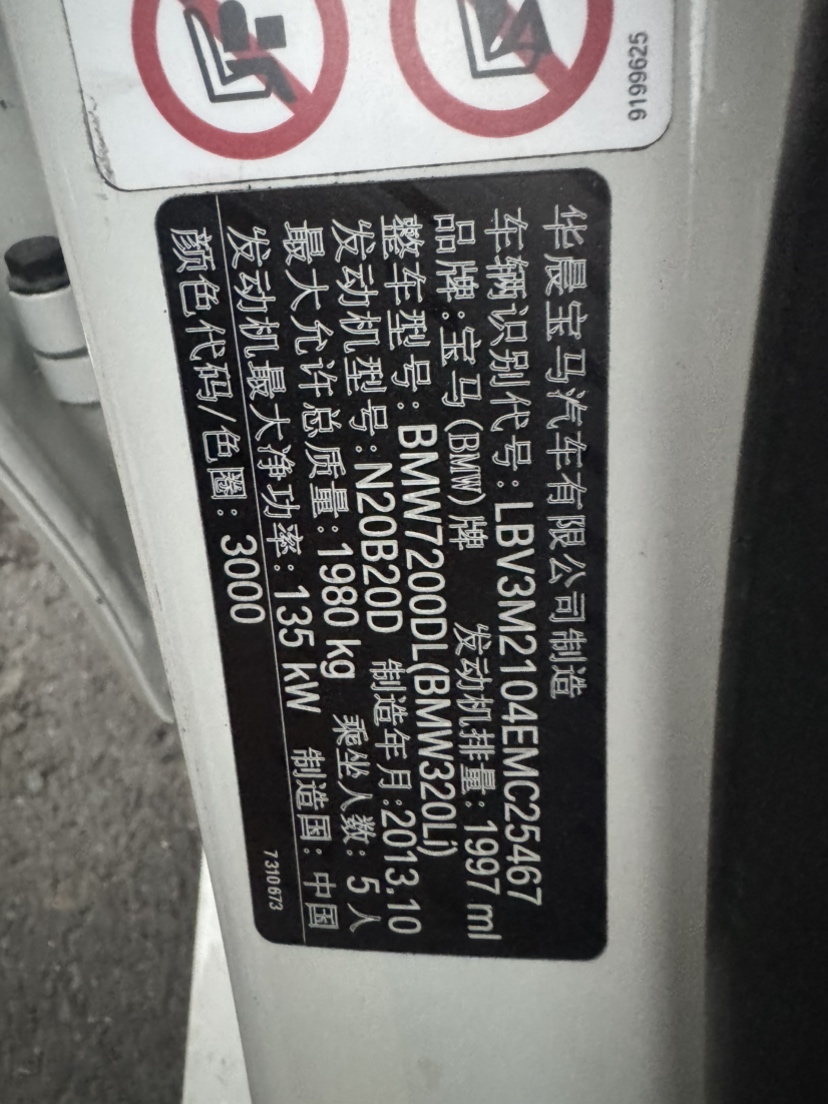 9199625
华晨宝马汽车有限公司制造
车辆识别代号:LBV3M2104EMC25467
品牌:宝马(BMW)牌 发动机排量:1997 ml
整车型号:BMW7200DL(BMW320Li)
发动机型号:N20B20D 制造年月:2013.10
最大允许总质量:1980 kg 乘坐人数:5人
发动机最大净功率:135 kW 制造国:中国
颜色代码/色圈:3000
7310673